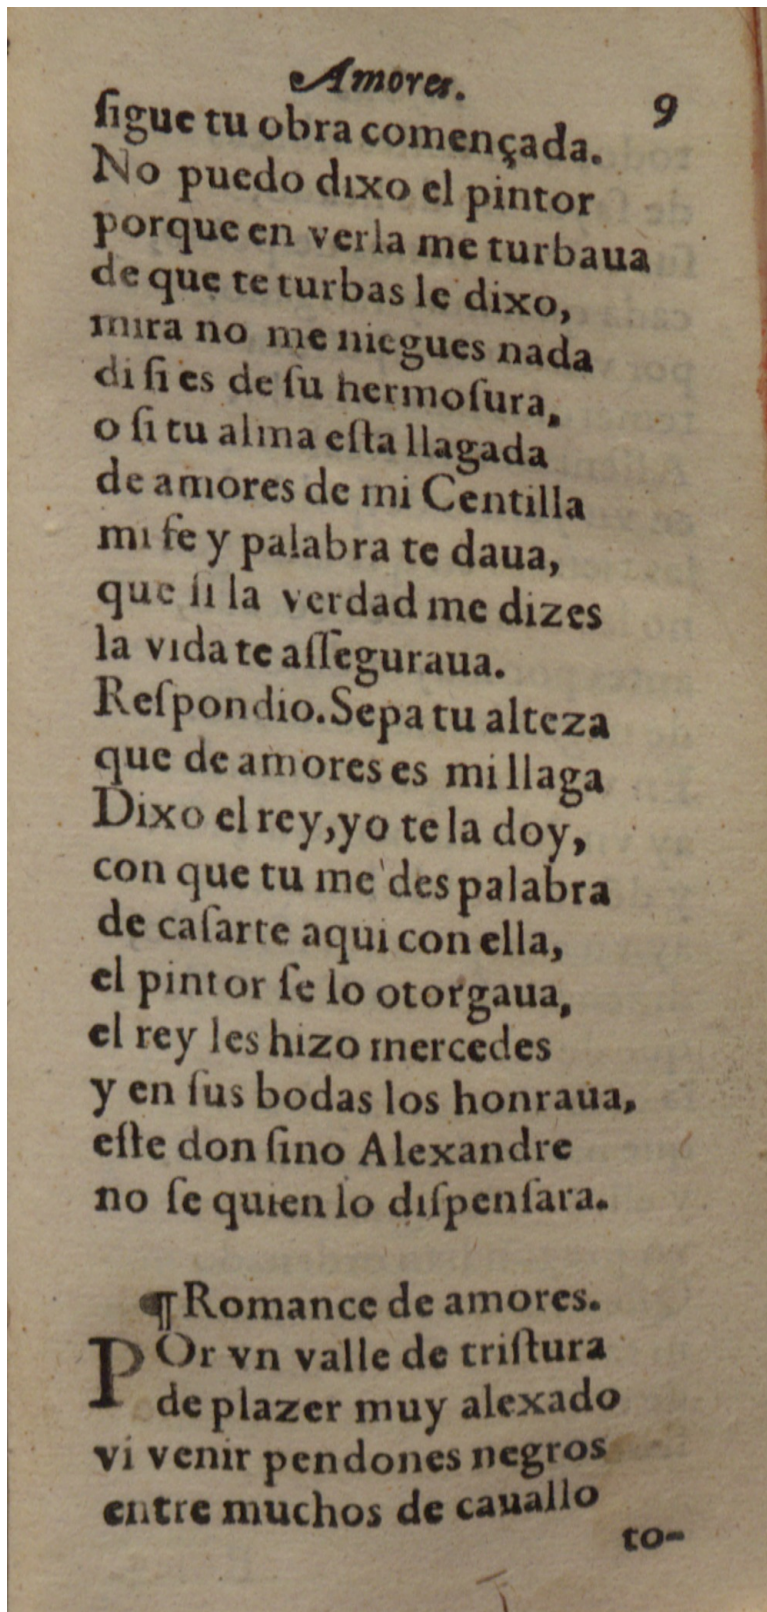 Amores. 9
ſigue tu obra començada.
No puedo dixo el pintor
porque en verla me turbaua
de que te turbas le dixo,
mira no me niegues nada
di ſi es de ſu hermoſura,
o ſi tu alma eſta llagada
de amores de mi Centilla
mi fe y palabra te daua,
que ſi la verdad me dizes
la vida te aſſeguraua.
Reſpondio. Sepa tu alteza
que de amores es mi llaga
Dixo el rey, yo te la doy,
con que tu me des palabra
de caſarte aqui con ella,
el pintor ſe lo otorgaua,
el rey les hizo mercedes
y en ſus bodas los honraua,
eſte don ſino Alexandre
no ſe quien lo diſpenſara.
¶ Romance de amores.
POr vn valle de triſtura
de plazer muy alexado
vi venir pendones negros
entre muchos de cauallo
to-